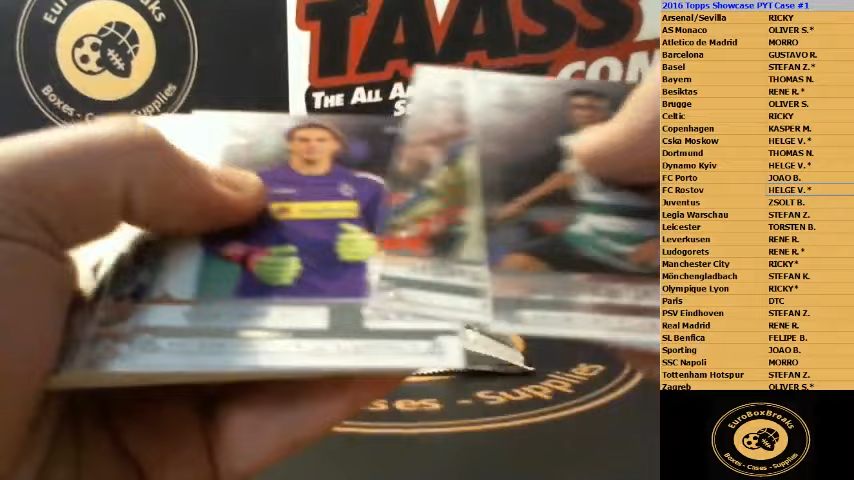 EuroBoxBreaks
Boxes - Cases - Supplies
TAASS
.COM
THE ALL A
S
es - Supplies
2016 Topps Showcase PYT Case #1
Arsenal/Sevilla RICKY
AS Monaco OLIVER S.*
Atletico de Madrid MORRO
Barcelona GUSTAVO R.
Basel STEFAN Z.*
Bayern THOMAS N.
Besiktas RENE R.*
Brugge OLIVER S.
Celtic RICKY
Copenhagen KASPER M.
Cska Moskow HELGE V.*
Dortmund THOMAS N.
Dynamo Kyiv HELGE V.*
FC Porto JOAO B.
FC Rostov HELGE V.*
Juventus ZSOLT B.
Legia Warschau STEFAN Z.
Leicester TORSTEN B.
Leverkusen RENE R.
Ludogorets RENE R.*
Manchester City RICKY*
Mönchengladbach STEFAN K.
Olympique Lyon RICKY*
Paris DTC
PSV Eindhoven STEFAN Z.
Real Madrid RENE R.
SL Benfica FELIPE B.
Sporting JOAO B.
SSC Napoli MORRO
Tottenham Hotspur STEFAN Z.
Zagreb OLIVER S.*
EuroBoxBreaks
Boxes - Cases - Supplies